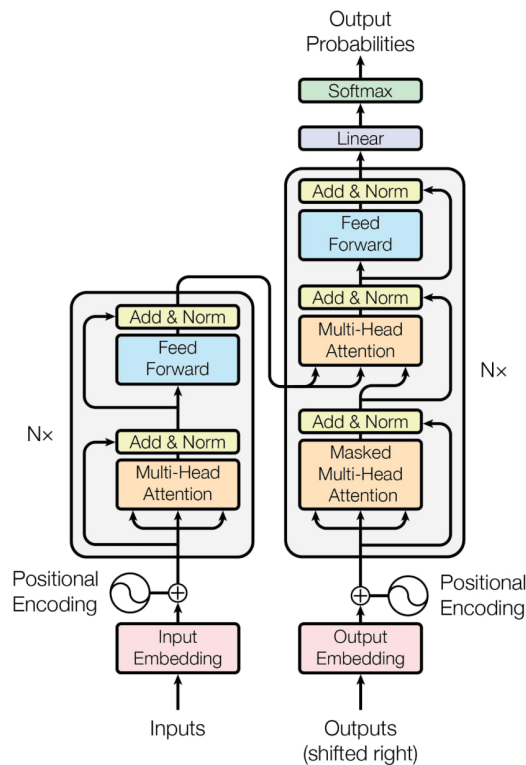 Output
Probabilities
Softmax
Linear
Add & Norm
Feed
Forward
Add & Norm
Multi-Head
Attention
Add & Norm
Masked
Multi-Head
Attention
N×
Add & Norm
Feed
Forward
Add & Norm
Multi-Head
Attention
N×
Positional
Encoding
Positional
Encoding
Input
Embedding
Output
Embedding
Inputs
Outputs
(shifted right)